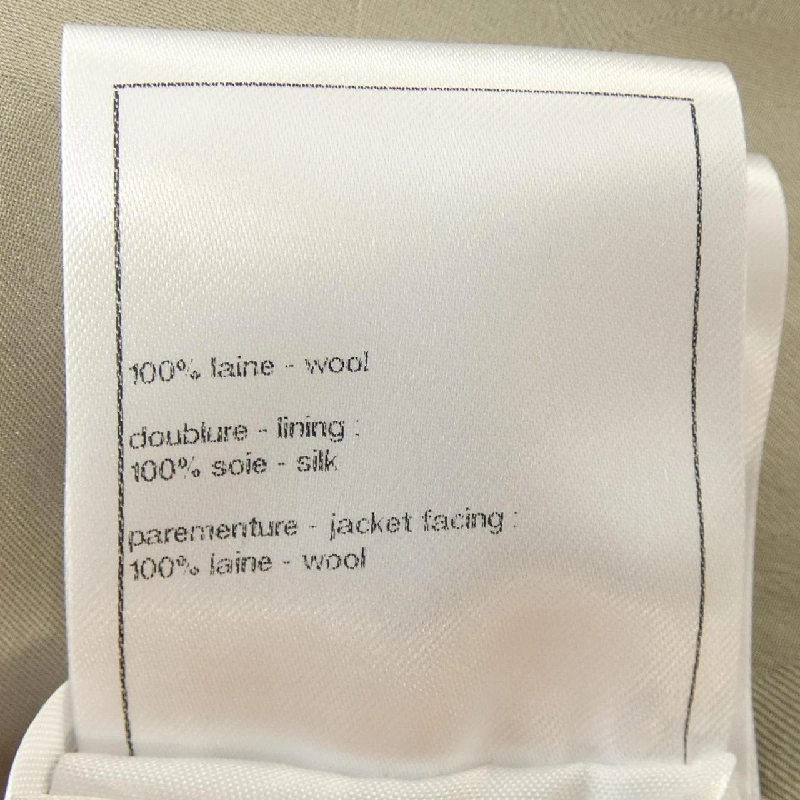 100% laine - wool
doublure - lining :
100% soie - silk
parementure - jacket facing :
100% laine - wool